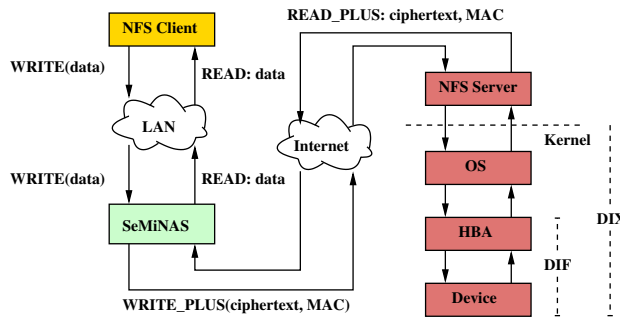 READ_PLUS: ciphertext, MAC
NFS Client
WRITE(data)
READ: data
NFS Server
LAN
Internet
Kernel
OS
WRITE(data)
READ: data
SeMiNAS
HBA
DIX
DIF
WRITE_PLUS(ciphertext, MAC)
Device